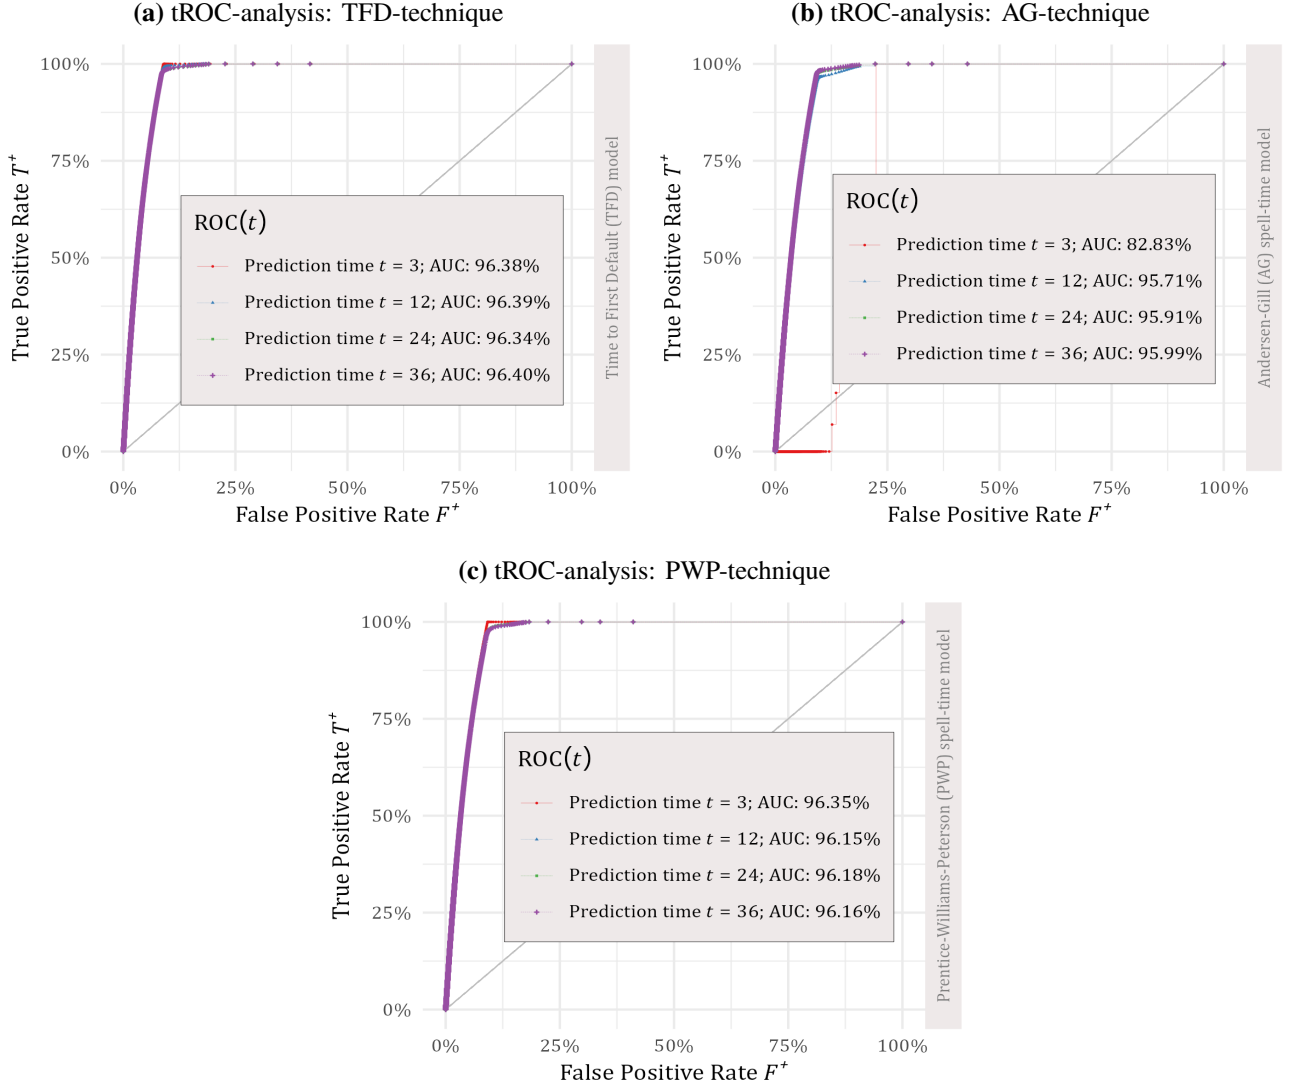 (a) tROC-analysis: TFD-technique
100%
75%
50%
25%
0%
True Positive Rate T⁺
ROC(t)
Prediction time t = 3; AUC: 96.38%
Prediction time t = 12; AUC: 96.39%
Prediction time t = 24; AUC: 96.34%
Prediction time t = 36; AUC: 96.40%
Time to First Default (TFD) model
0%
25%
50%
75%
100%
False Positive Rate F⁺
(b) tROC-analysis: AG-technique
100%
75%
50%
25%
0%
True Positive Rate T⁺
ROC(t)
Prediction time t = 3; AUC: 82.83%
Prediction time t = 12; AUC: 95.71%
Prediction time t = 24; AUC: 95.91%
Prediction time t = 36; AUC: 95.99%
Andersen-Gill (AG) spell-time model
0%
25%
50%
75%
100%
False Positive Rate F⁺
(c) tROC-analysis: PWP-technique
100%
75%
50%
25%
0%
True Positive Rate T⁺
ROC(t)
Prediction time t = 3; AUC: 96.35%
Prediction time t = 12; AUC: 96.15%
Prediction time t = 24; AUC: 96.18%
Prediction time t = 36; AUC: 96.16%
Prentice-Williams-Peterson (PWP) spell-time model
0%
25%
50%
75%
100%
False Positive Rate F⁺